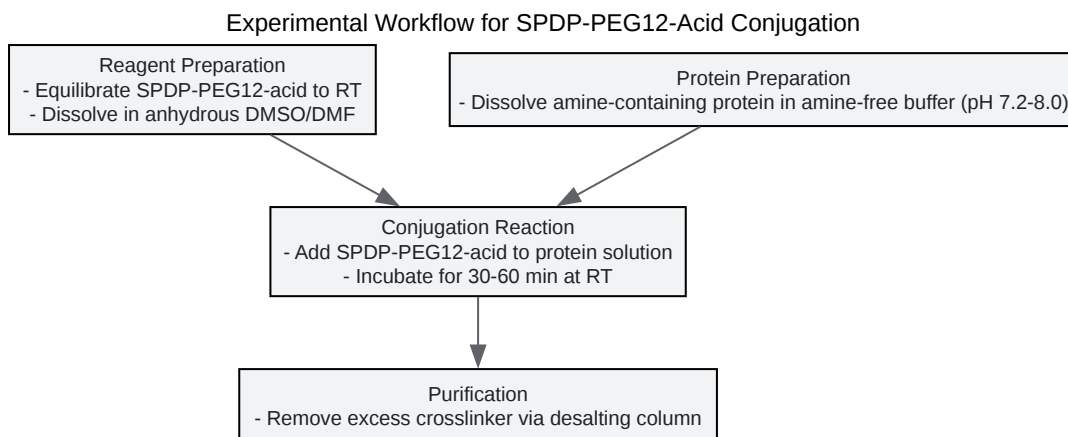 Experimental Workflow for SPDP-PEG12-Acid Conjugation
Reagent Preparation
- Equilibrate SPDP-PEG12-acid to RT
- Dissolve in anhydrous DMSO/DMF
Protein Preparation
- Dissolve amine-containing protein in amine-free buffer (pH 7.2-8.0)
Conjugation Reaction
- Add SPDP-PEG12-acid to protein solution
- Incubate for 30-60 min at RT
Purification
- Remove excess crosslinker via desalting column